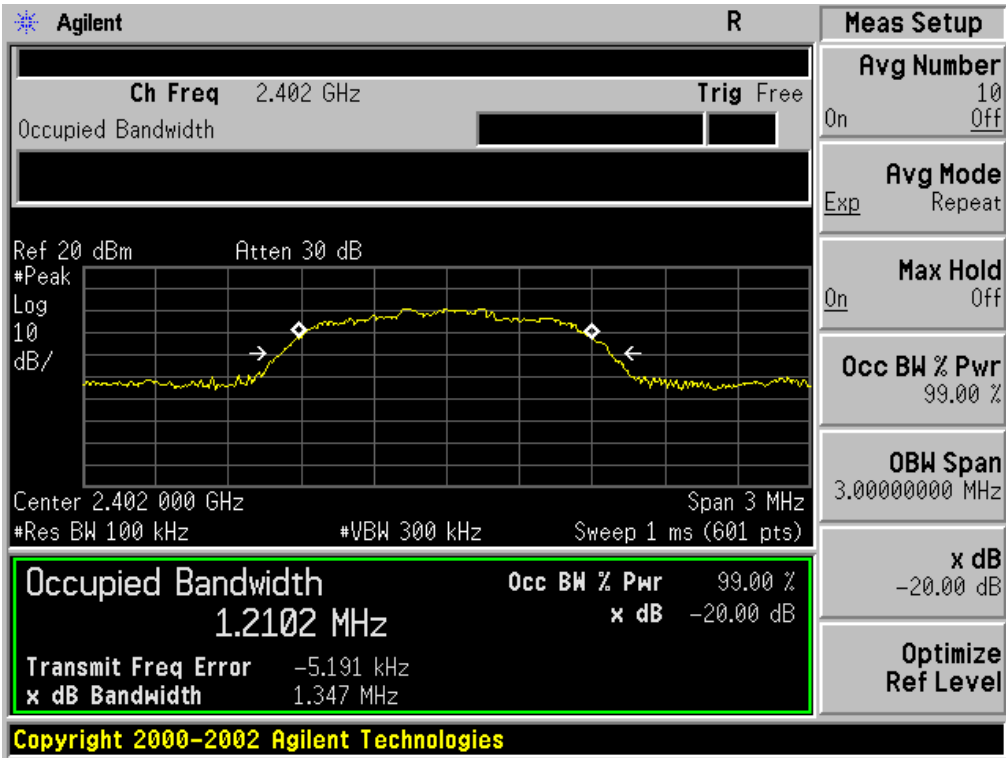 Agilent R Meas Setup
Ch Freq 2.402 GHz Trig Free
Occupied Bandwidth
Ref 20 dBm Atten 30 dB
#Peak
Log
10
dB/
Center 2.402 000 GHz Span 3 MHz
#Res BW 100 kHz #VBW 300 kHz Sweep 1 ms (601 pts)
Occupied Bandwidth Occ BW % Pwr 99.00 %
1.2102 MHz x dB -20.00 dB
Transmit Freq Error -5.191 kHz
x dB Bandwidth 1.347 MHz
Copyright 2000-2002 Agilent Technologies
Avg Number
10
On Off
Avg Mode
Exp Repeat
Max Hold
On Off
Occ BW % Pwr
99.00 %
OBW Span
3.00000000 MHz
x dB
-20.00 dB
Optimize
Ref Level